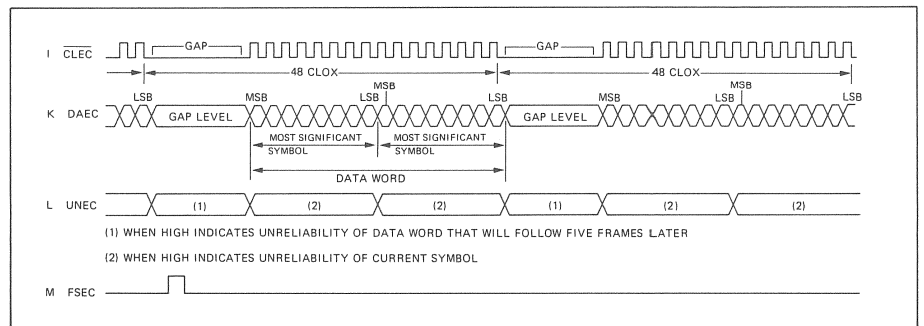 I CLEC GAP GAP
48 CLOX 48 CLOX
LSB MSB LSB MSB LSB MSB LSB MSB LSB
K DAEC GAP LEVEL GAP LEVEL
MOST SIGNIFICANT SYMBOL MOST SIGNIFICANT SYMBOL
DATA WORD
L UNEC (1) (2) (2) (1) (2) (2)
(1) WHEN HIGH INDICATES UNRELIABILITY OF DATA WORD THAT WILL FOLLOW FIVE FRAMES LATER
(2) WHEN HIGH INDICATES UNRELIABILITY OF CURRENT SYMBOL
M FSEC